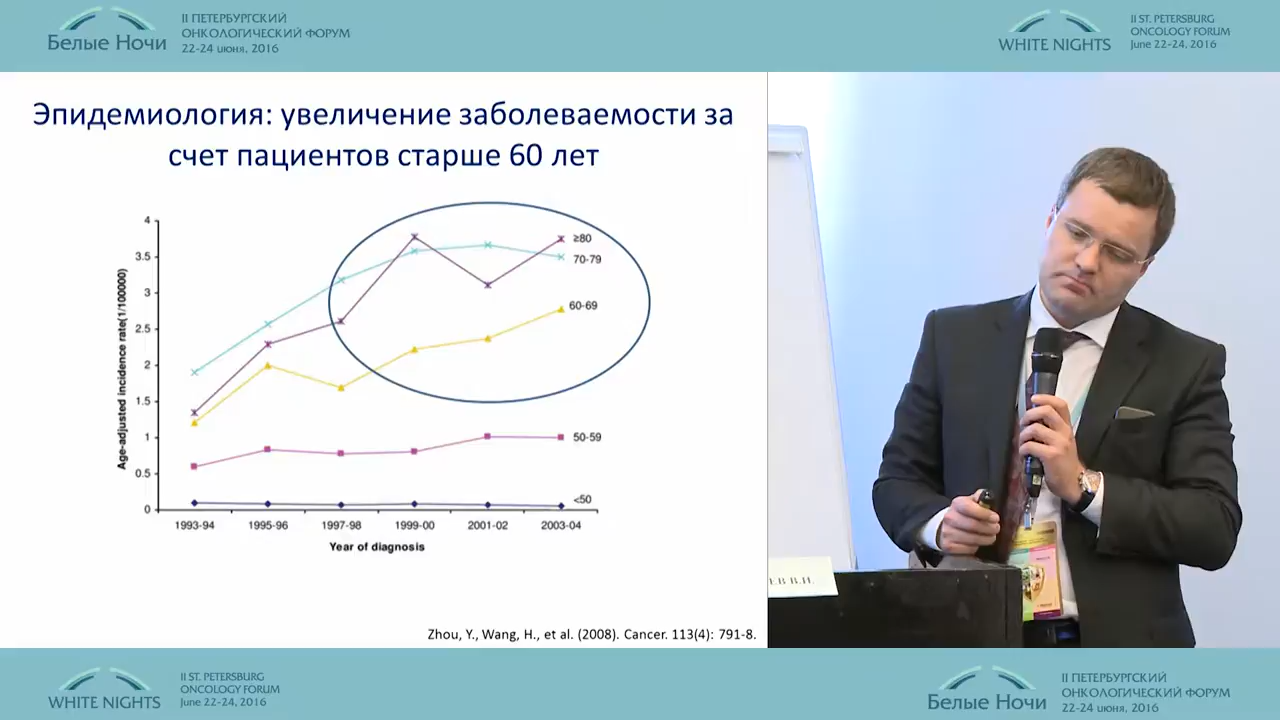 Белые Ночи
II ПЕТЕРБУРГСКИЙ
ОНКОЛОГИЧЕСКИЙ ФОРУМ
22-24 июня, 2016
WHITE NIGHTS
II ST. PETERSBURG
ONCOLOGY FORUM
June 22-24, 2016
Эпидемиология: увеличение заболеваемости за
счет пациентов старше 60 лет
Age-adjusted incidence rate(1/100000)
4
3.5
3
2.5
2
1.5
1
0.5
0
≥80
70-79
60-69
50-59
<50
1993-94 1995-96 1997-98 1999-00 2001-02 2003-04
Year of diagnosis
Zhou, Y., Wang, H., et al. (2008). Cancer. 113(4): 791-8.
ЕВ В.Н.
WHITE NIGHTS
II ST. PETERSBURG
ONCOLOGY FORUM
June 22-24, 2016
Белые Ночи
II ПЕТЕРБУРГСКИЙ
ОНКОЛОГИЧЕСКИЙ ФОРУМ
22-24 июня, 2016